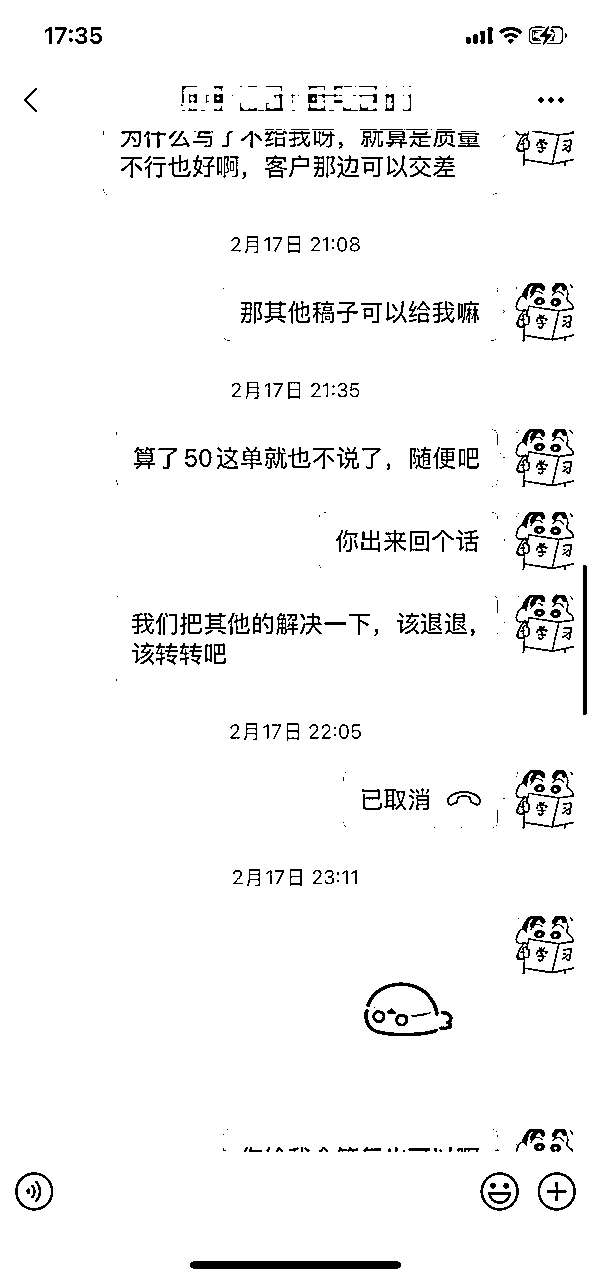 17:35
为什么写了不给我呀，就算是质量
不行也好啊，客户那边可以交差
2月17日 21:08
那其他稿子可以给我嘛
2月17日 21:35
算了50这单就也不说了，随便吧
你出来回个话
我们把其他的解决一下，该退退，
该转转吧
2月17日 22:05
已取消
2月17日 23:11
学习